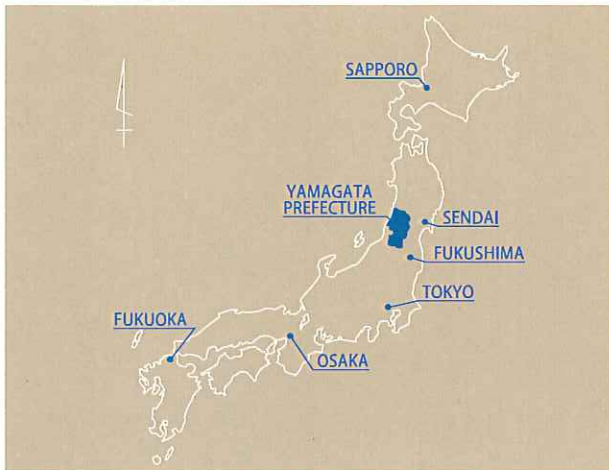 SAPPORO
YAMAGATA
PREFECTURE
SENDAI
FUKUSHIMA
TOKYO
FUKUOKA
OSAKA